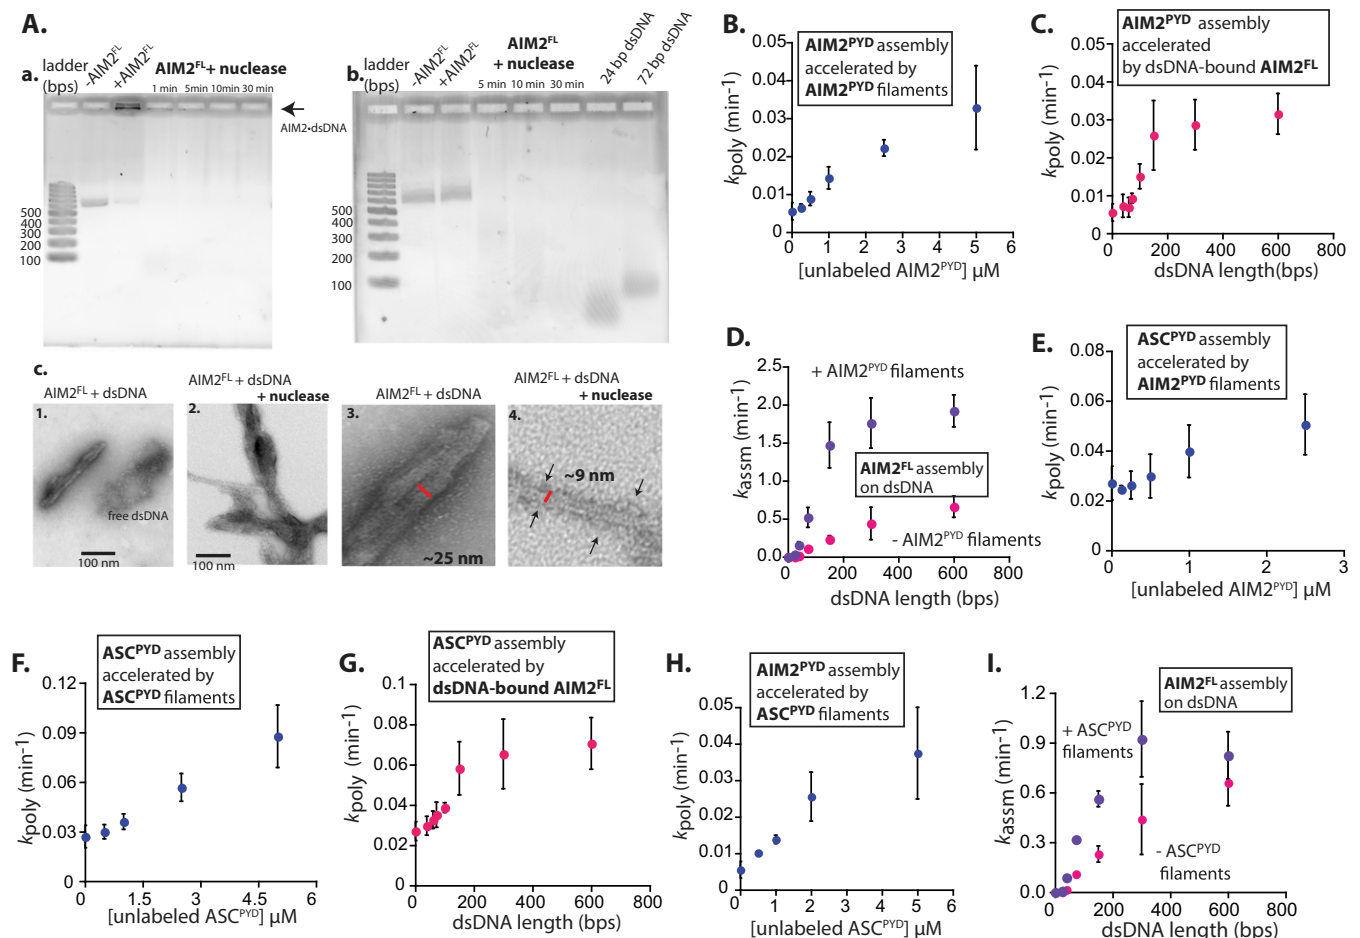 A.
a.
ladder
(bps)
-AIM2FL
+AIM2FL
AIM2FL+ nuclease
1 min 5min 10min 30 min
AIM2•dsDNA
500
400
300
200
100
b.
ladder
(bps)
-AIM2FL
+AIM2FL
AIM2FL
+ nuclease
5 min 10 min 30 min
24 bp dsDNA
72 bp dsDNA
500
400
300
200
100
c.
AIM2FL + dsDNA
1.
free dsDNA
100 nm
AIM2FL + dsDNA
+ nuclease
2.
100 nm
AIM2FL + dsDNA
3.
~25 nm
AIM2FL + dsDNA
+ nuclease
4.
~9 nm
B.
AIM2PYD assembly
accelerated by
AIM2PYD filaments
kpoly (min-1)
0.05
0.04
0.03
0.02
0.01
0
0 1 2 3 4 5 6
[unlabeled AIM2PYD] µM
C.
AIM2PYD assembly
accelerated
by dsDNA-bound AIM2FL
kpoly (min-1)
0.05
0.04
0.03
0.02
0.01
0
0 200 400 600 800
dsDNA length(bps)
D.
+ AIM2PYD filaments
AIM2FL assembly
on dsDNA
- AIM2PYD filaments
kassm (min-1)
2.5
2.0
1.5
1.0
0.5
0.0
0 200 400 600 800
dsDNA length (bps)
E.
ASCPYD assembly
accelerated by
AIM2PYD filaments
kpoly (min-1)
0.08
0.06
0.04
0.02
0
0 1 2 3
[unlabeled AIM2PYD] µM
F.
ASCPYD assembly
accelerated by
ASCPYD filaments
kpoly (min-1)
0.12
0.09
0.06
0.03
0
0 1.5 3 4.5 6
[unlabeled ASCPYD] µM
G.
ASCPYD assembly
accelerated by
dsDNA-bound AIM2FL
kpoly (min-1)
0.1
0.08
0.06
0.04
0.02
0
0 200 400 600 800
dsDNA length (bps)
H.
AIM2PYD assembly
accelerated by
ASCPYD filaments
kpoly (min-1)
0.05
0.04
0.03
0.02
0.01
0
0 1 2 3 4 5 6
[unlabeled ASCPYD] µM
I.
AIM2FL assembly
on dsDNA
+ ASCPYD
filaments
- ASCPYD
filaments
kassm (min-1)
1.2
0.9
0.6
0.3
0.0
0 200 400 600 800
dsDNA length (bps)